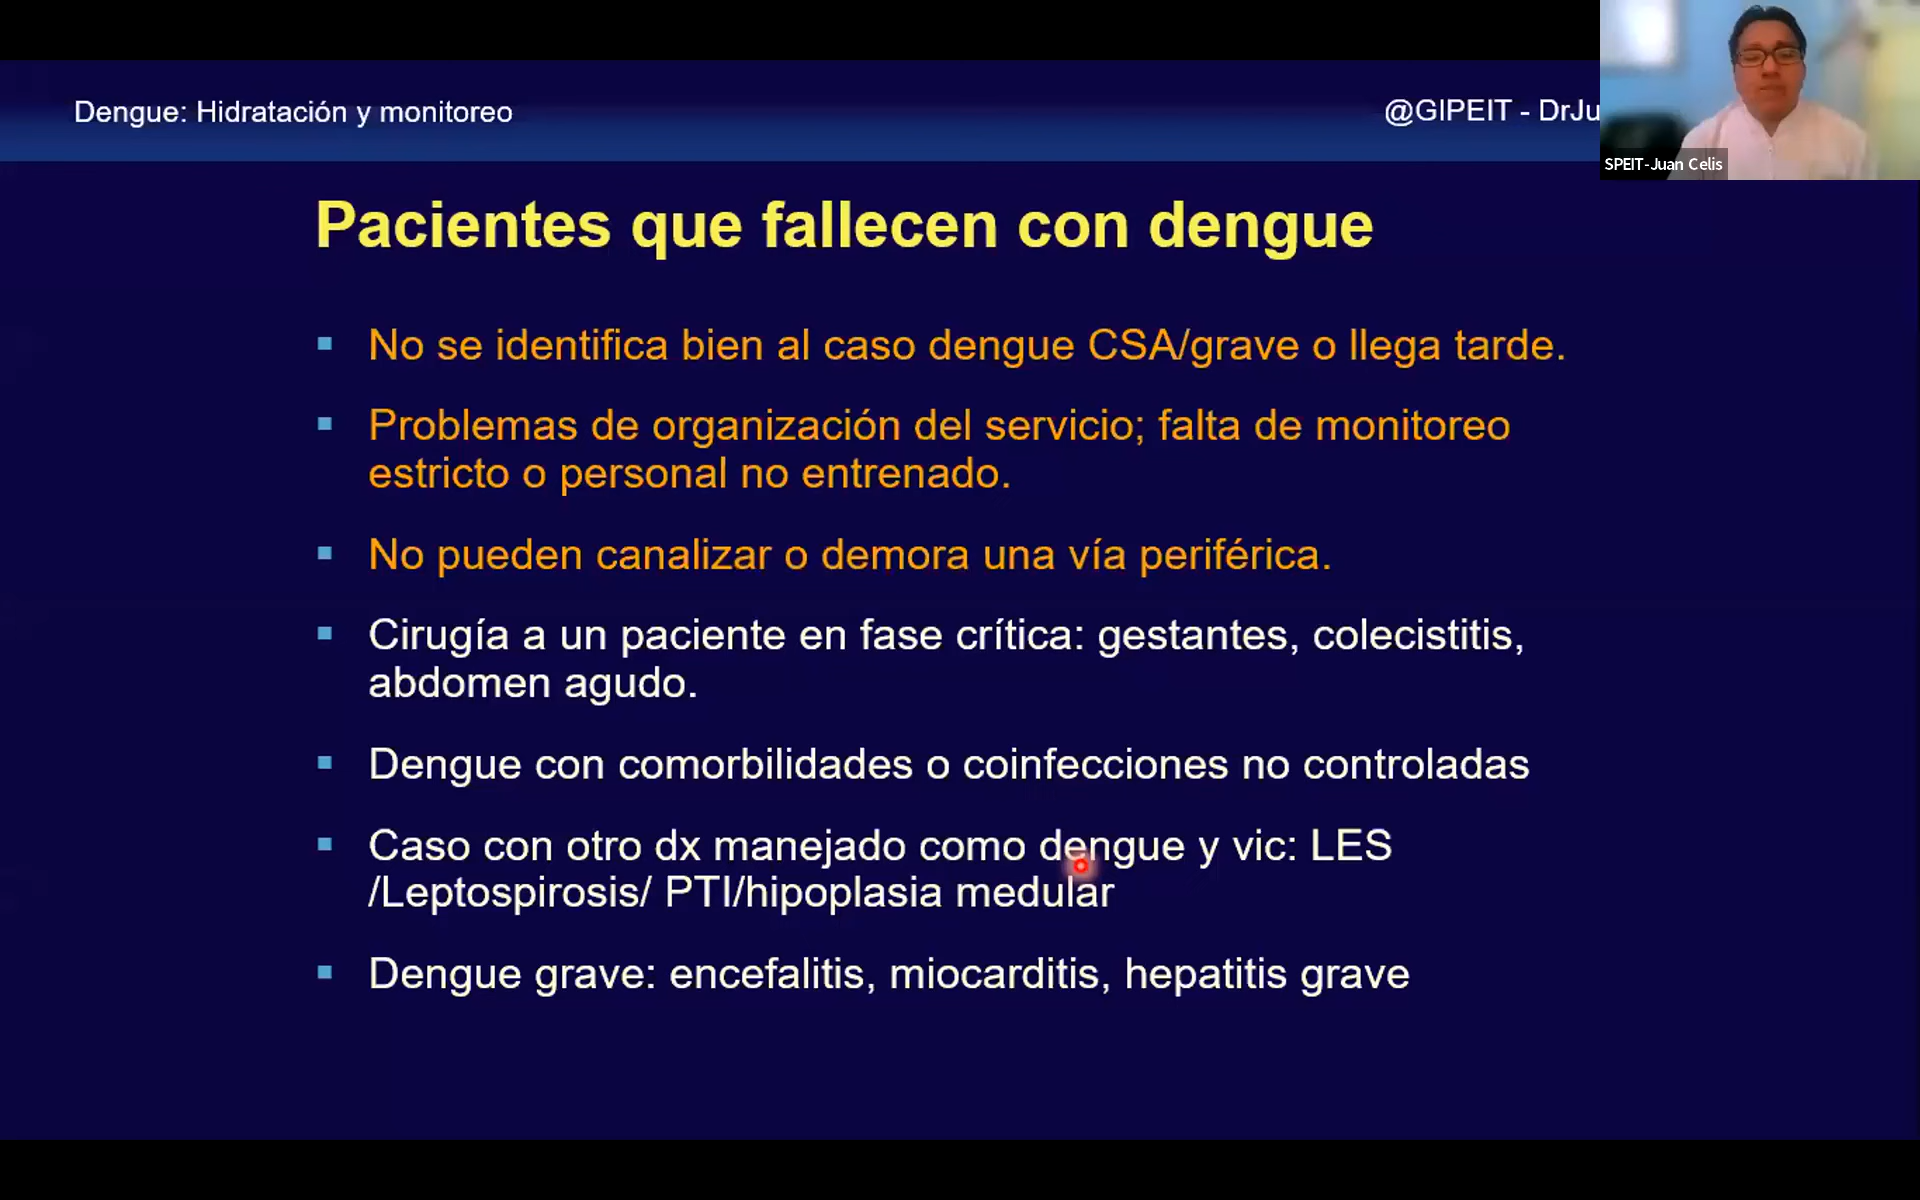 Dengue: Hidratación y monitoreo
@GIPEIT - DrJu
SPEIT-Juan Celis
Pacientes que fallecen con dengue
No se identifica bien al caso dengue CSA/grave o llega tarde.
Problemas de organización del servicio; falta de monitoreo
estricto o personal no entrenado.
No pueden canalizar o demora una vía periférica.
Cirugía a un paciente en fase crítica: gestantes, colecistitis,
abdomen agudo.
Dengue con comorbilidades o coinfecciones no controladas
Caso con otro dx manejado como dengue y vic: LES
/Leptospirosis/ PTI/hipoplasia medular
Dengue grave: encefalitis, miocarditis, hepatitis grave